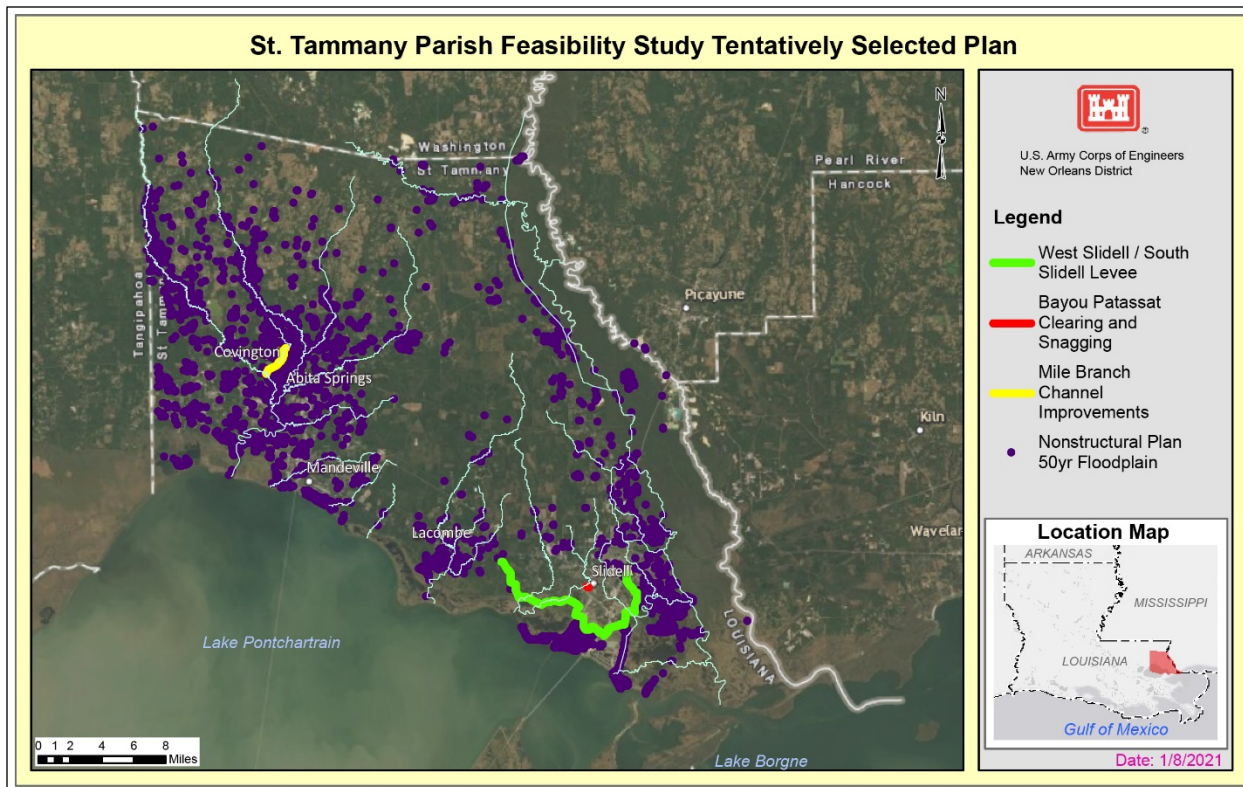 St. Tammany Parish Feasibility Study Tentatively Selected Plan
N
Washington
St Tammany
Pearl River
Hancock
Picayune
Tangipahoa
St Tamm
Covington
Abita Springs
Kiln
Mandeville
Wavelan
Lacombe
Slidell
LOUISIANA
Lake Pontchartrain
Lake Borgne
0 1 2 4 6 8
Miles
U.S. Army Corps of Engineers
New Orleans District
Legend
West Slidell / South
Slidell Levee
Bayou Patassat
Clearing and
Snagging
Mile Branch
Channel
Improvements
Nonstructural Plan
50yr Floodplain
Location Map
ARKANSAS
MISSISSIPPI
LOUISIANA
Gulf of Mexico
Date: 1/8/2021